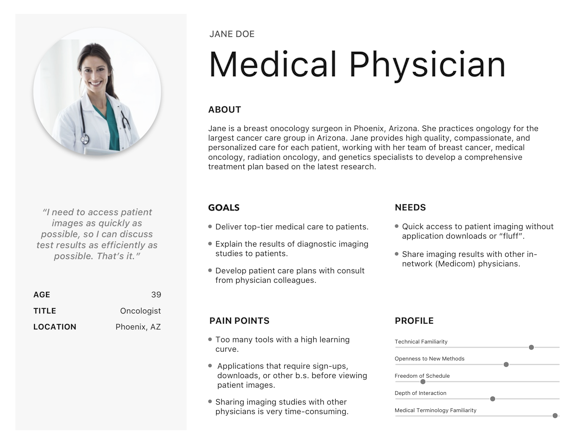 JANE DOE
Medical Physician
ABOUT
Jane is a breast onocology surgeon in Phoenix, Arizona. She practices ongology for the
largest cancer care group in Arizona. Jane provides high quality, compassionate, and
personalized care for each patient, working with her team of breast cancer, medical
oncology, radiation oncology, and genetics specialists to develop a comprehensive
treatment plan based on the latest research.
“I need to access patient
images as quickly as
possible, so I can discuss
test results as efficiently as
possible. That’s it.”
AGE 39
TITLE Oncologist
LOCATION Phoenix, AZ
GOALS
• Deliver top-tier medical care to patients.
• Explain the results of diagnostic imaging
studies to patients.
• Develop patient care plans with consult
from physician colleagues.
NEEDS
• Quick access to patient imaging without
application downloads or “fluff”.
• Share imaging results with other in-
network (Medicom) physicians.
PAIN POINTS
• Too many tools with a high learning
curve.
• Applications that require sign-ups,
downloads, or other b.s. before viewing
patient images.
• Sharing imaging studies with other
physicians is very time-consuming.
PROFILE
Technical Familiarity
Openness to New Methods
Freedom of Schedule
Depth of Interaction
Medical Terminology Familiarity